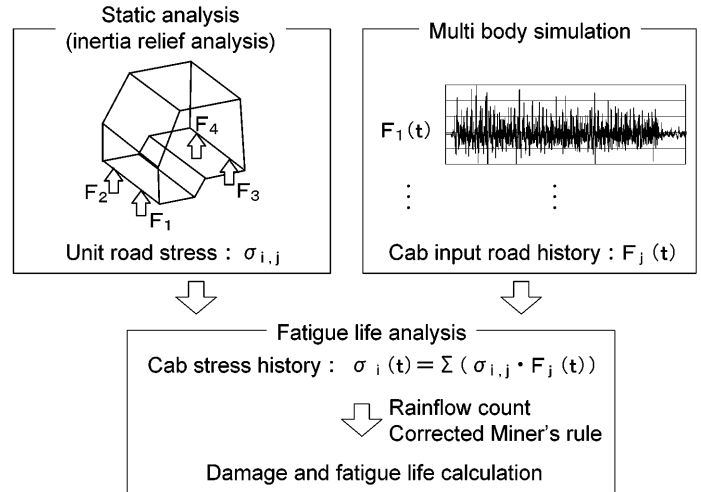 Static analysis
(inertia relief analysis)
F4
F2
F3
F1
Unit road stress : σi,j
Multi body simulation
F1(t)
Cab input road history : Fj(t)
Fatigue life analysis
Cab stress history : σi(t)=Σ(σi,j・Fj(t))
Rainflow count
Corrected Miner's rule
Damage and fatigue life calculation